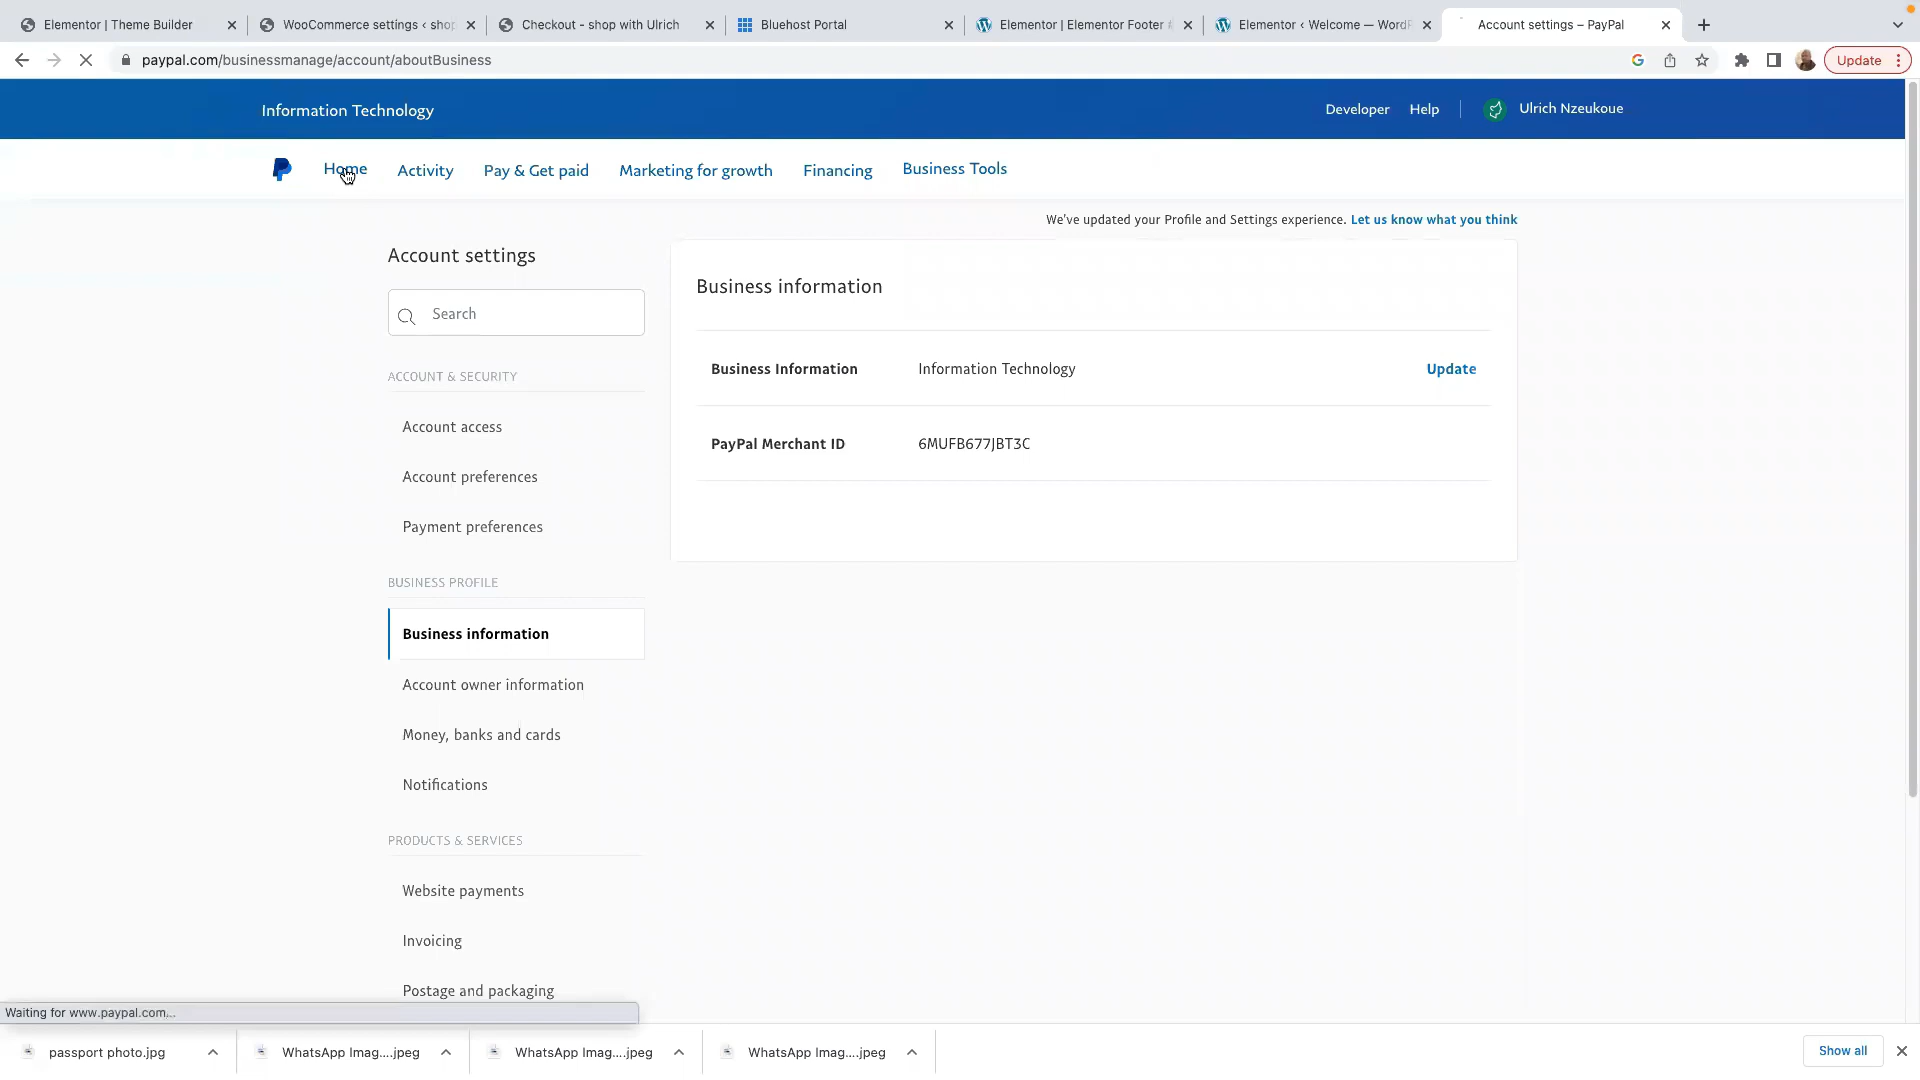 Elementor | Theme Builder
WooCommerce settings ‹ shop
Checkout - shop with Ulrich
Bluehost Portal
Elementor | Elementor Footer #
Elementor ‹ Welcome — WordP
Account settings – PayPal
paypal.com/businessmanage/account/aboutBusiness
Update
Information Technology
Developer
Help
Ulrich Nzeukoue
Home
Activity
Pay & Get paid
Marketing for growth
Financing
Business Tools
We've updated your Profile and Settings experience. Let us know what you think
Account settings
Search
ACCOUNT & SECURITY
Account access
Account preferences
Payment preferences
BUSINESS PROFILE
Business information
Account owner information
Money, banks and cards
Notifications
PRODUCTS & SERVICES
Website payments
Invoicing
Postage and packaging
Business information
Business Information
Information Technology
Update
PayPal Merchant ID
6MUFB677JBT3C
Waiting for www.paypal.com...
passport photo.jpg
WhatsApp Imag....jpeg
WhatsApp Imag....jpeg
WhatsApp Imag....jpeg
Show all